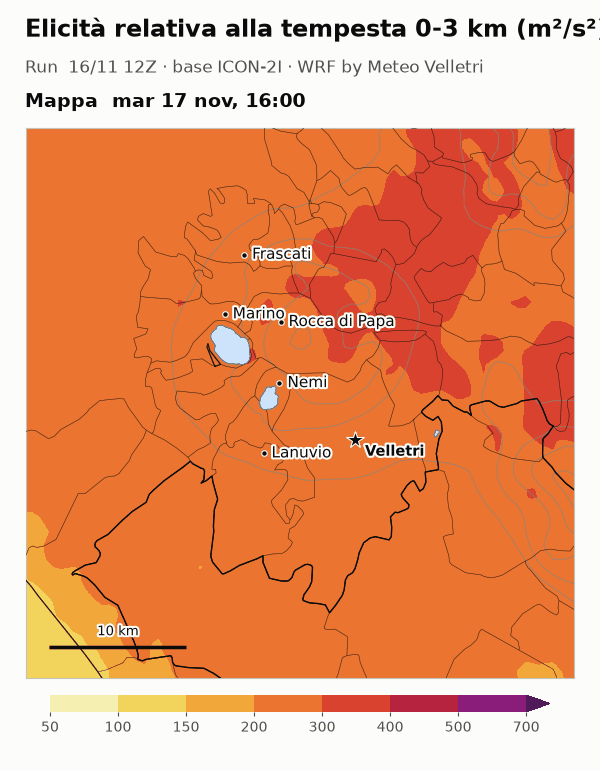 Elicità relativa alla tempesta 0-3 km (m²/s²)
Run 16/11 12Z · base ICON-2I · WRF by Meteo Velletri
Mappa mar 17 nov, 16:00
Frascati
Marino
Rocca di Papa
Nemi
Lanuvio
Velletri
10 km
50 100 150 200 300 400 500 700